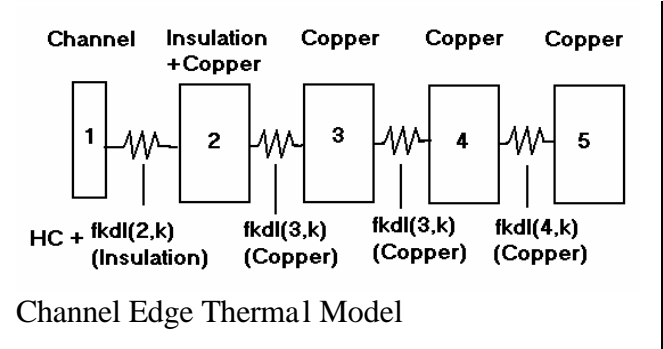 Channel Insulation Copper Copper Copper
+Copper
1 2 3 4 5
HC + fkdl(2,k) fkdl(3,k) fkdl(3,k) fkdl(4,k)
(Insulation) (Copper) (Copper) (Copper)
Channel Edge Thermal Model